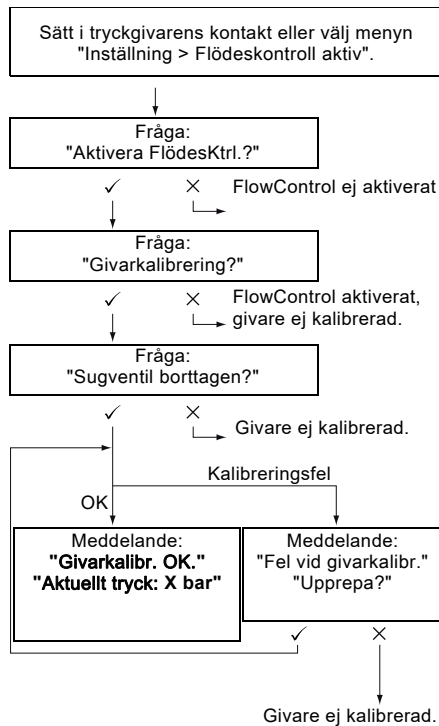 Sätt i tryckgivarens kontakt eller välj menyn
"Inställning > Flödeskontroll aktiv".
Fråga:
"Aktivera FlödesKtrl.?"
FlowControl ej aktiverat
Fråga:
"Givarkalibrering?"
FlowControl aktiverat,
givare ej kalibrerad.
Fråga:
"Sugventil borttagen?"
Givare ej kalibrerad.
Kalibreringsfel
OK
Meddelande:
"Givarkalibr. OK."
"Aktuellt tryck: X bar"
Meddelande:
"Fel vid givarkalibr."
"Upprepa?"
Givare ej kalibrerad.